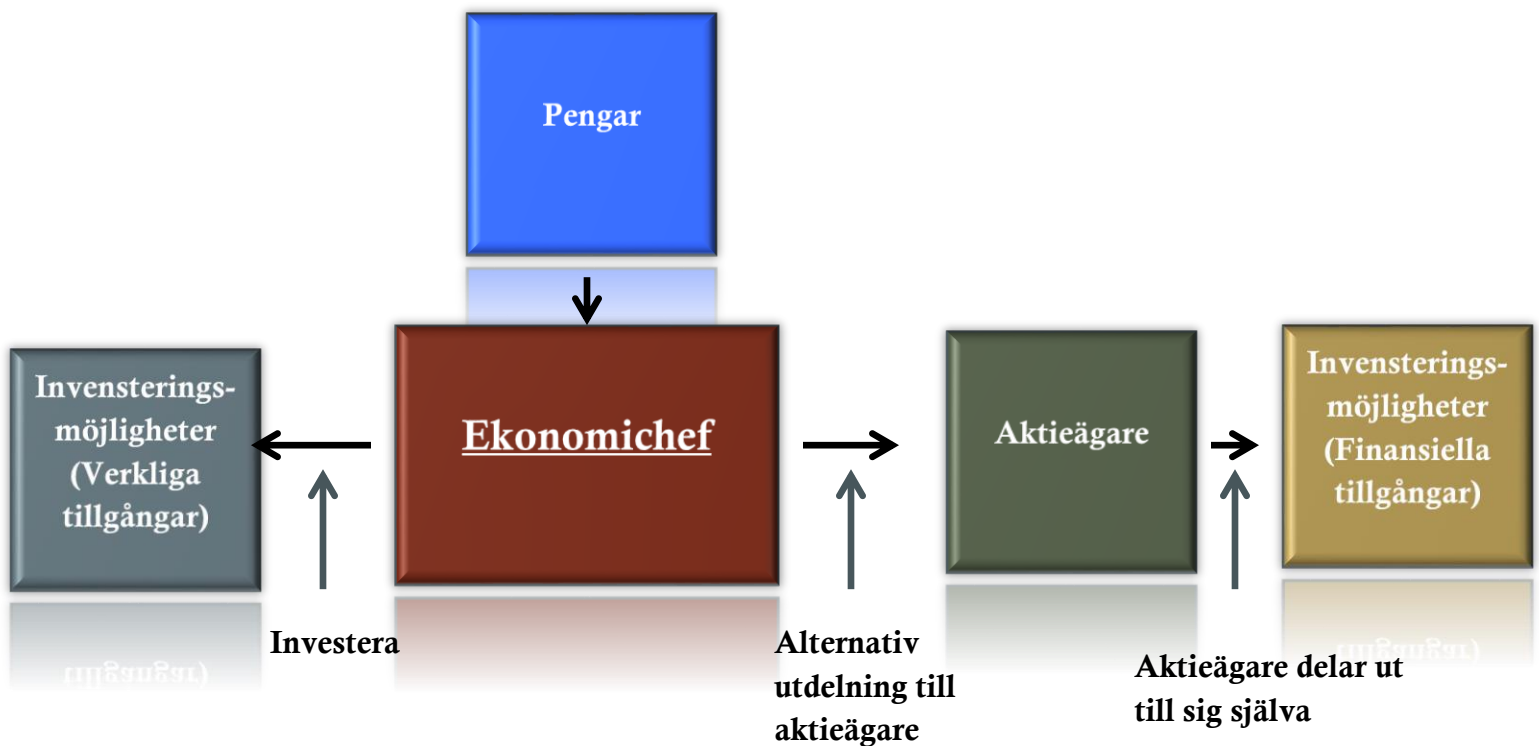 Pengar
Invensterings-
möjligheter
(Verkliga
tillgångar)
Ekonomichef
Aktieägare
Invensterings-
möjligheter
(Finansiella
tillgångar)
Investera
Alternativ
utdelning till
aktieägare
Aktieägare delar ut
till sig själva